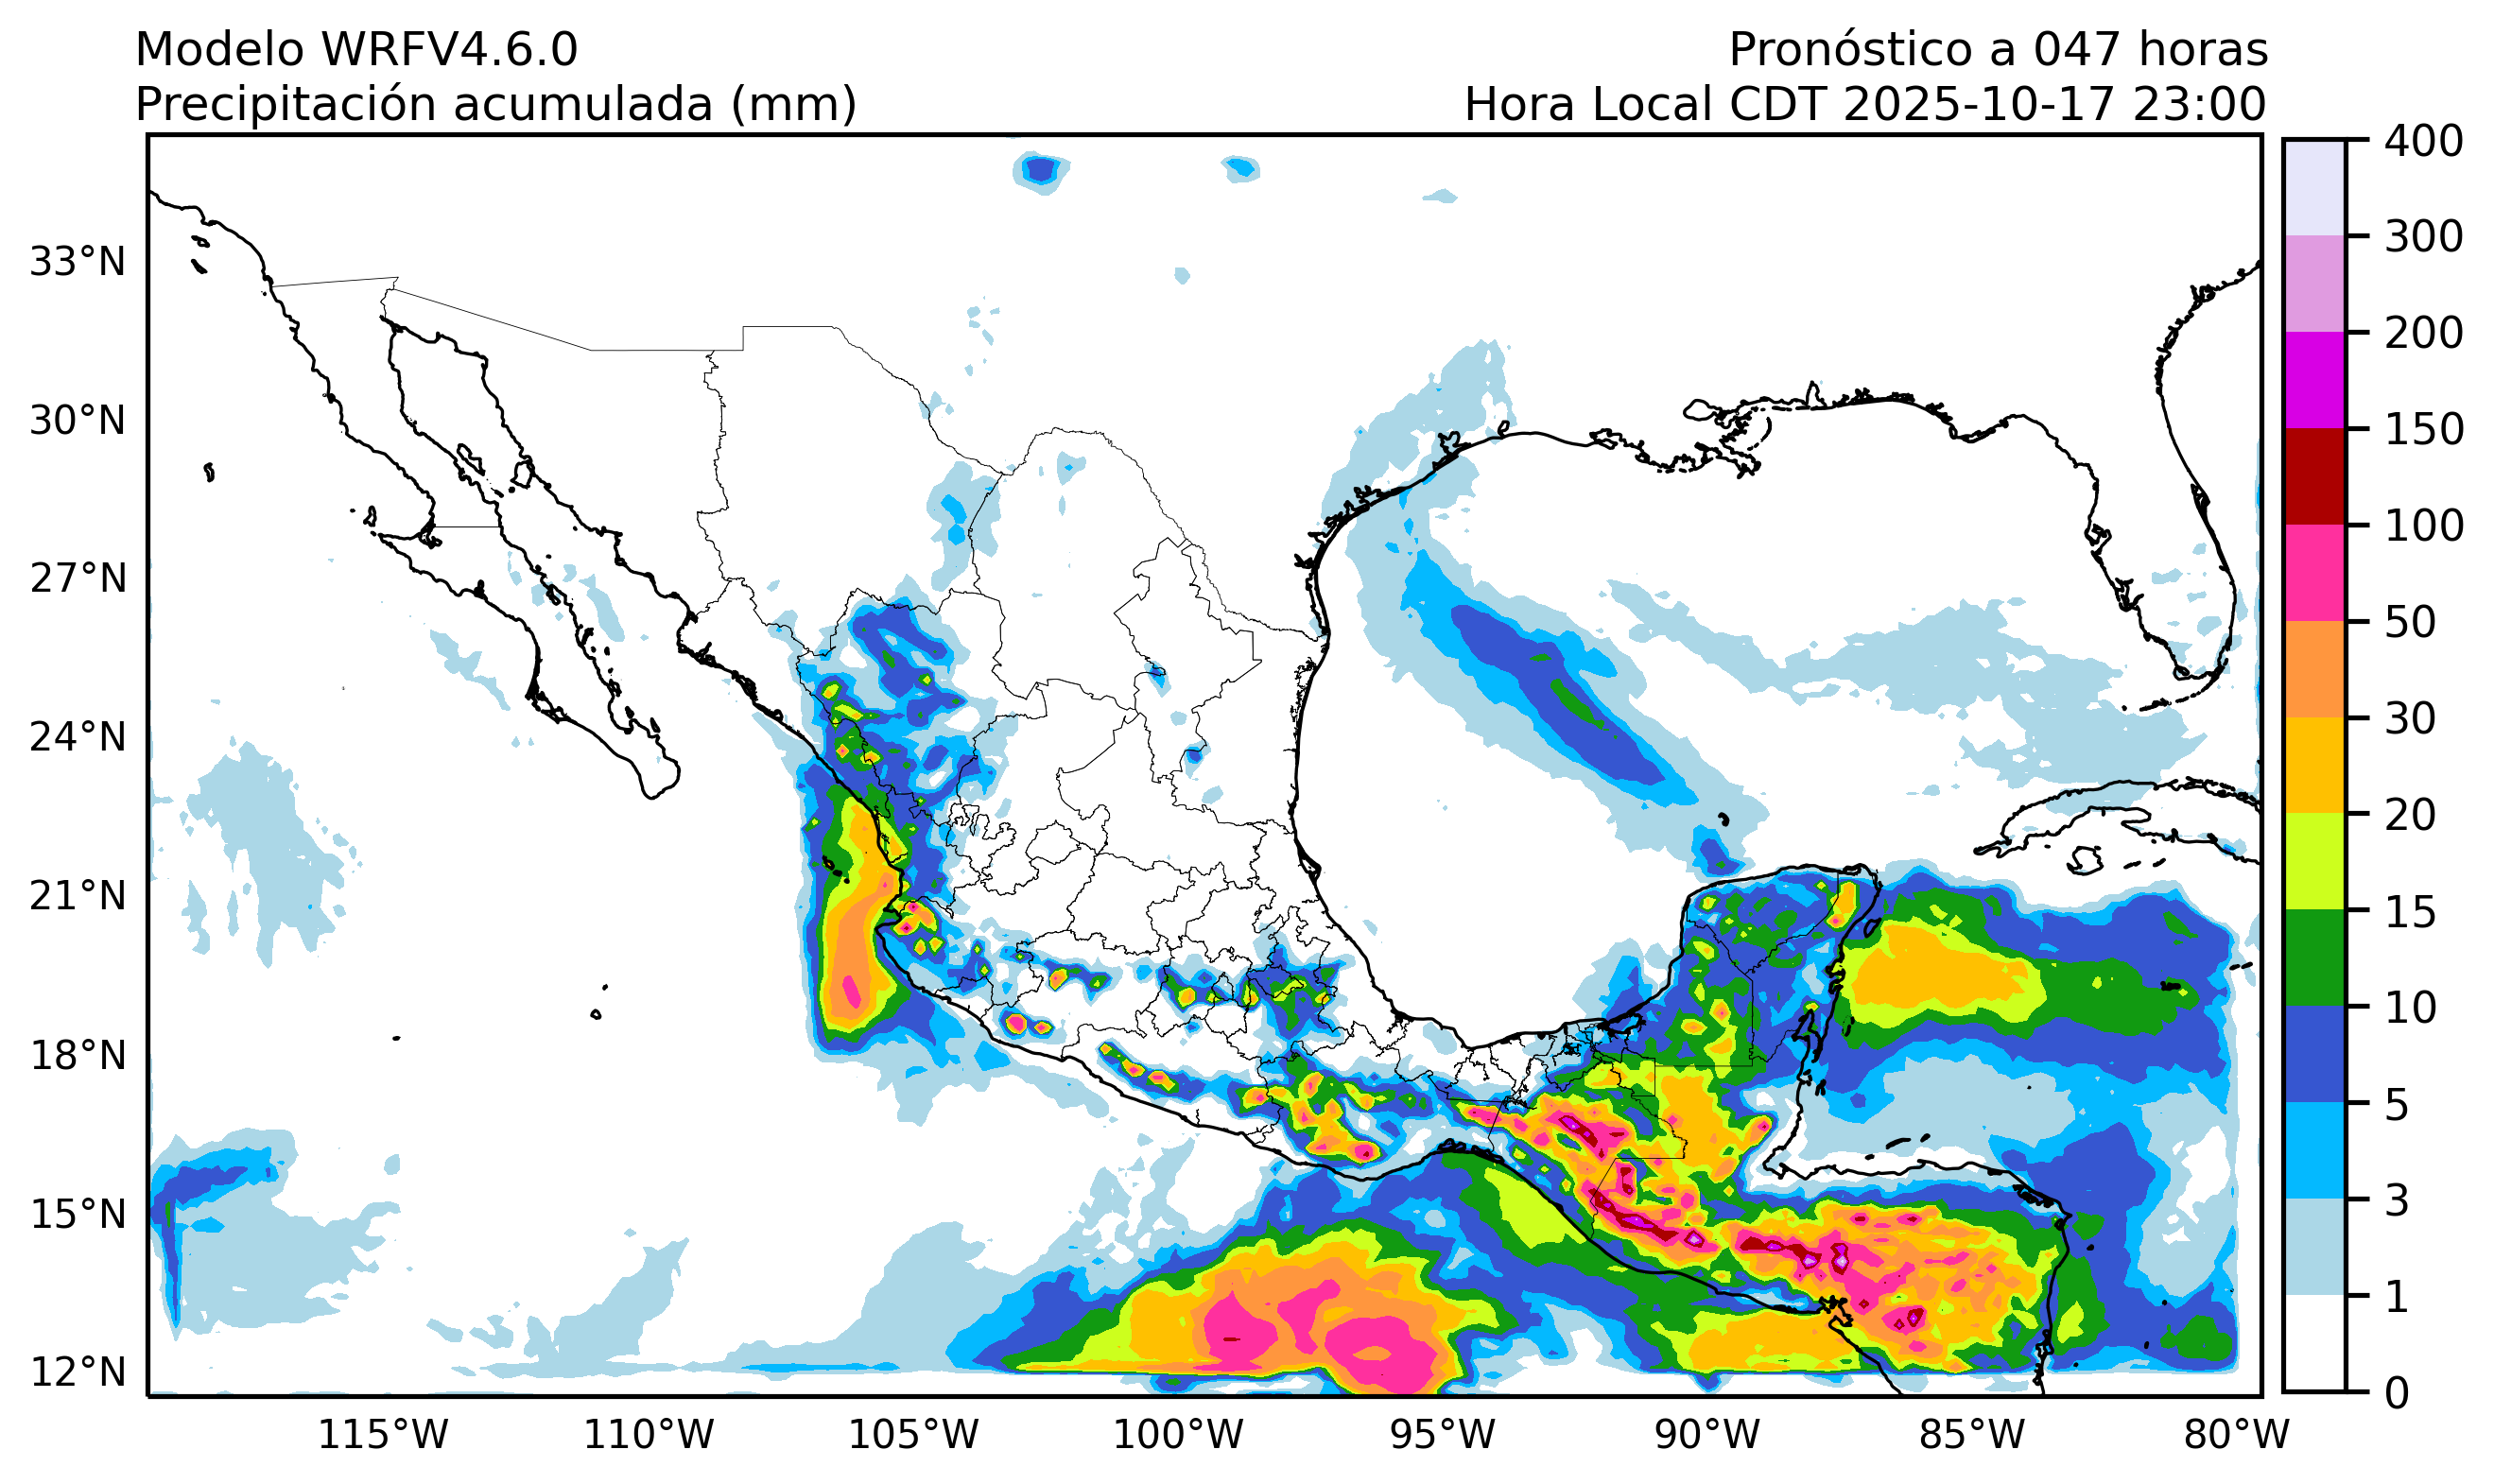 Modelo WRFV4.6.0
Pronóstico a 047 horas
Precipitación acumulada (mm)
Hora Local CDT 2025-10-17 23:00
33°N
30°N
27°N
24°N
21°N
18°N
15°N
12°N
115°W
110°W
105°W
100°W
95°W
90°W
85°W
80°W
400
300
200
150
100
50
30
20
15
10
5
3
1
0